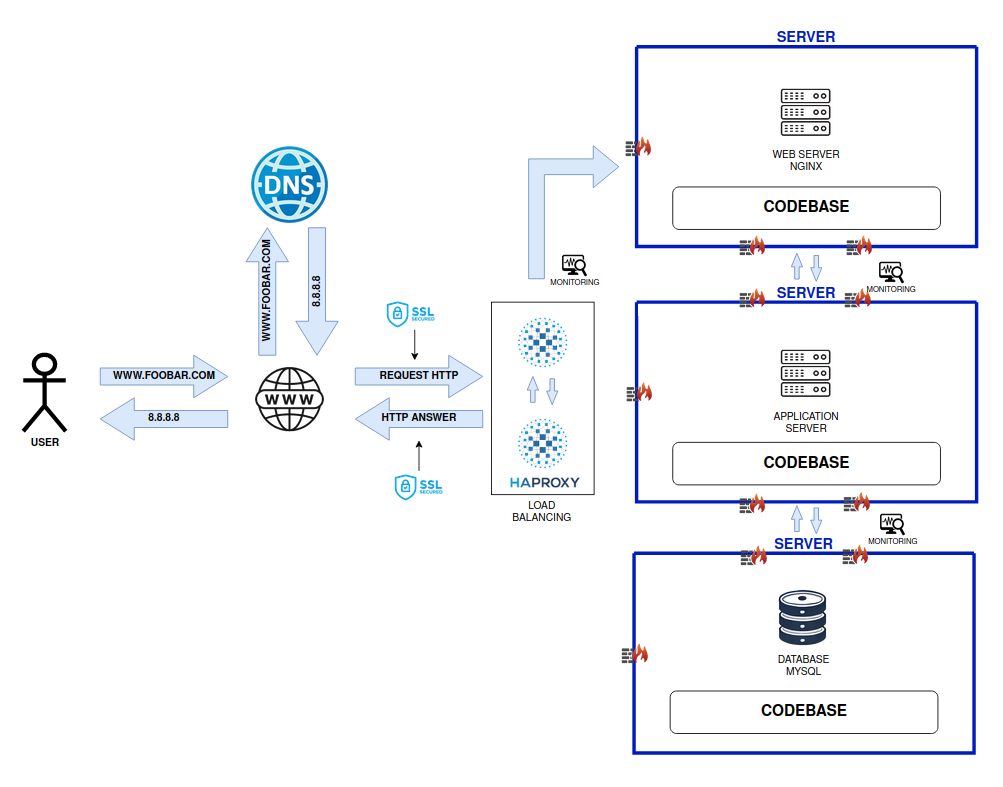 SERVER
WEB SERVER
NGINX
CODEBASE
DNS
WWW.FOOBAR.COM
8.8.8.8
MONITORING
MONITORING
SERVER
SSL
SECURED
WWW.FOOBAR.COM
8.8.8.8
USER
WWW
REQUEST HTTP
HTTP ANSWER
SSL
SECURED
HAPROXY
LOAD
BALANCING
APPLICATION
SERVER
CODEBASE
MONITORING
SERVER
DATABASE
MYSQL
CODEBASE